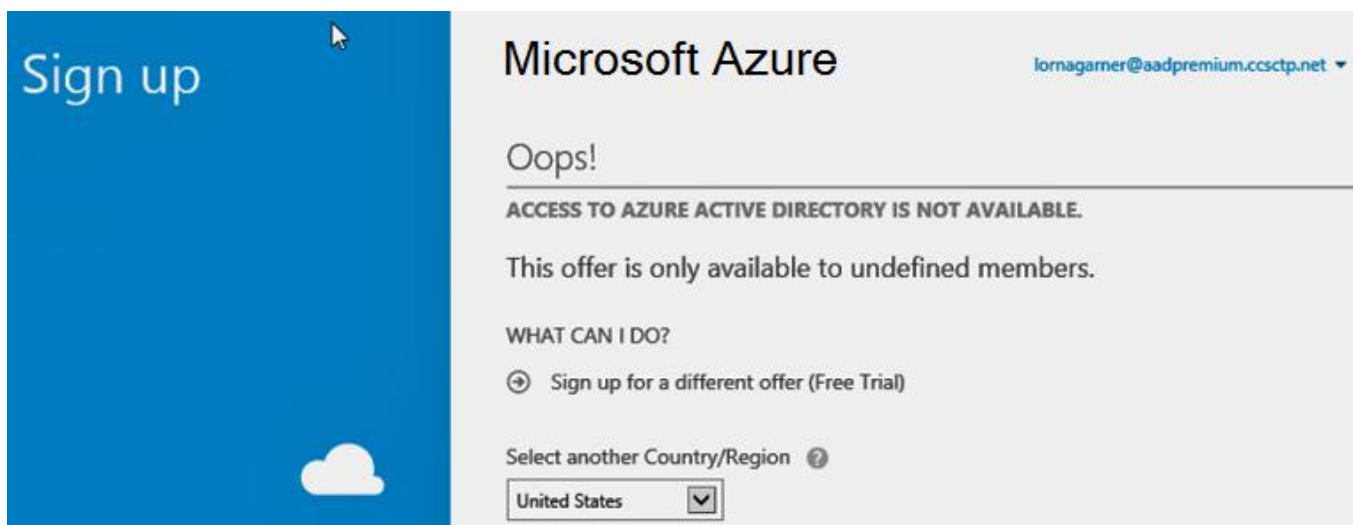 Sign up
Microsoft Azure
lornagarner@aadpremium.ccsctp.net
Oops!
ACCESS TO AZURE ACTIVE DIRECTORY IS NOT AVAILABLE.
This offer is only available to undefined members.
WHAT CAN I DO?
Sign up for a different offer (Free Trial)
Select another Country/Region ?
United States